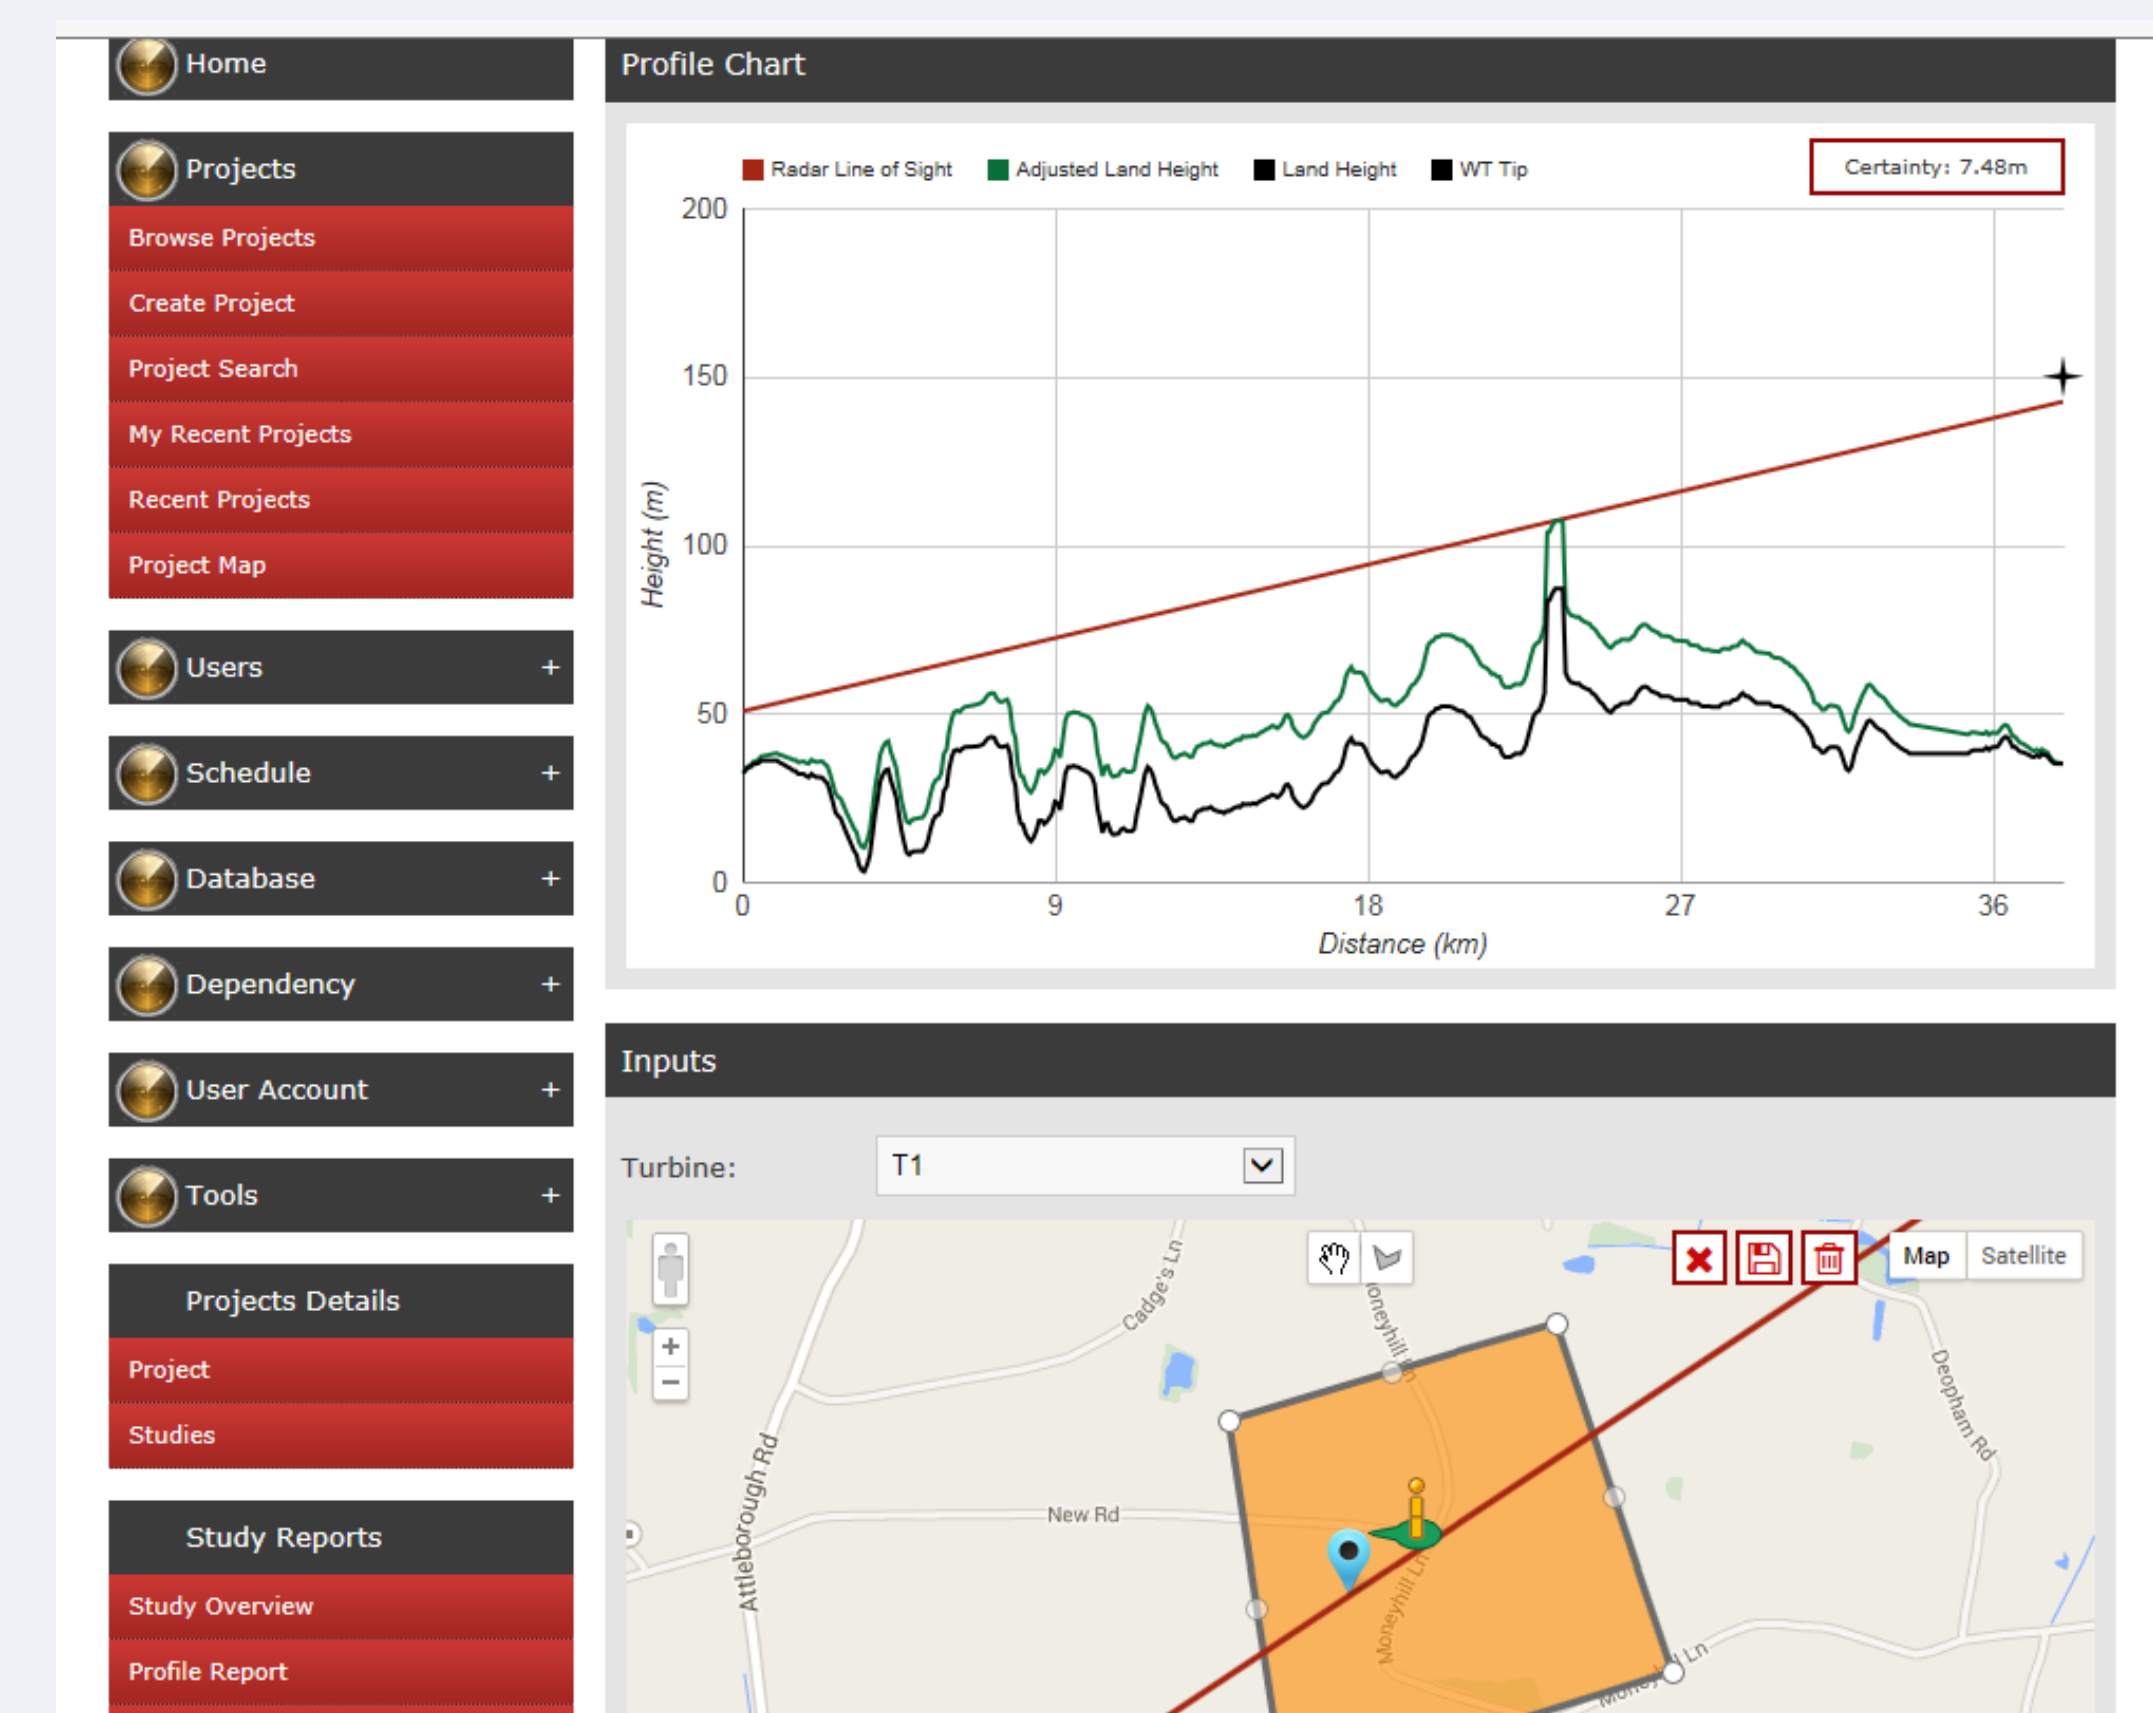 Home
Projects
Browse Projects
Create Project
Project Search
My Recent Projects
Recent Projects
Project Map
Users +
Schedule +
Database +
Dependency +
User Account +
Tools +
Projects Details
Project
Studies
Study Reports
Study Overview
Profile Report
Profile Chart
Radar Line of Sight Adjusted Land Height Land Height WT Tip
Certainty: 7.48m
200
150
100
50
0
Height (m)
0 9 18 27 36
Distance (km)
Inputs
Turbine: T1
Map Satellite
+
−
Cadge's Ln
Moneyhill Ln
Deopham Rd
Attleborough Rd
New Rd
Moneyhill Ln
Ln